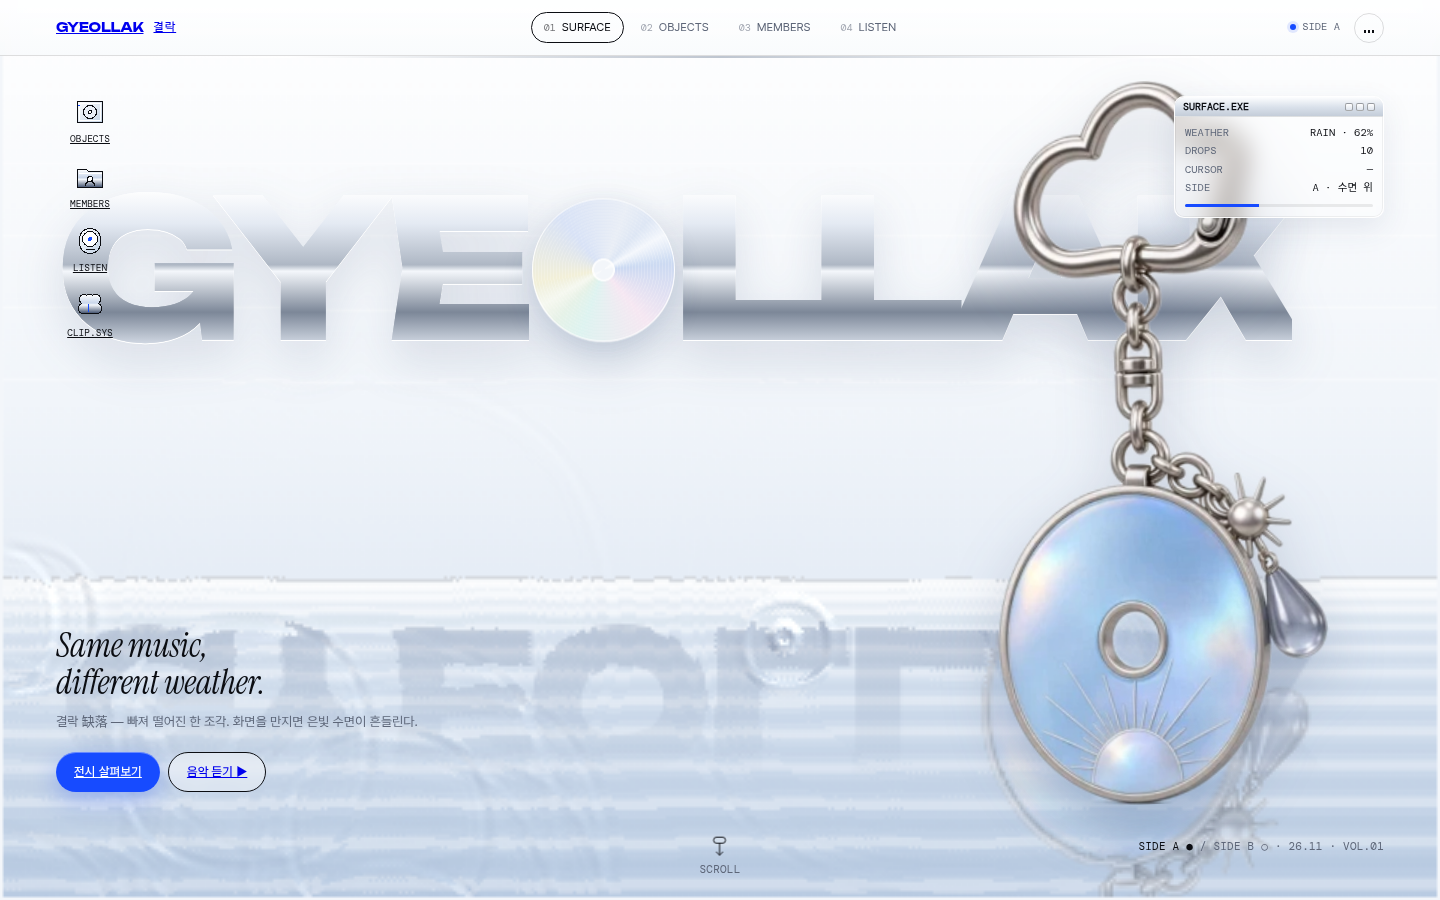 GYEOLLAK 결락
01 SURFACE 02 OBJECTS 03 MEMBERS 04 LISTEN
SIDE A
...
OBJECTS
MEMBERS
LISTEN
CLIP.SYS
GYEOLLAK
SURFACE.EXE
WEATHER RAIN · 62%
DROPS 10
CURSOR —
SIDE A · 수면 위
Same music,
different weather.
결락 缺落 — 빠져 떨어진 한 조각. 화면을 만지면 은빛 수면이 흔들린다.
전시 살펴보기 음악 듣기 ▶
SCROLL
SIDE A ● / SIDE B ○ · 26.11 · VOL.01